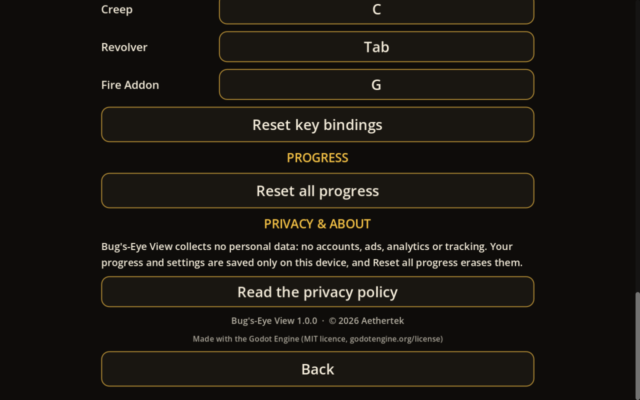 Creep
C
Revolver
Tab
Fire Addon
G
Reset key bindings
PROGRESS
Reset all progress
PRIVACY & ABOUT
Bug's-Eye View collects no personal data: no accounts, ads, analytics or tracking. Your
progress and settings are saved only on this device, and Reset all progress erases them.
Read the privacy policy
Bug's-Eye View 1.0.0 · © 2026 Aethertek
Made with the Godot Engine (MIT licence, godotengine.org/license)
Back